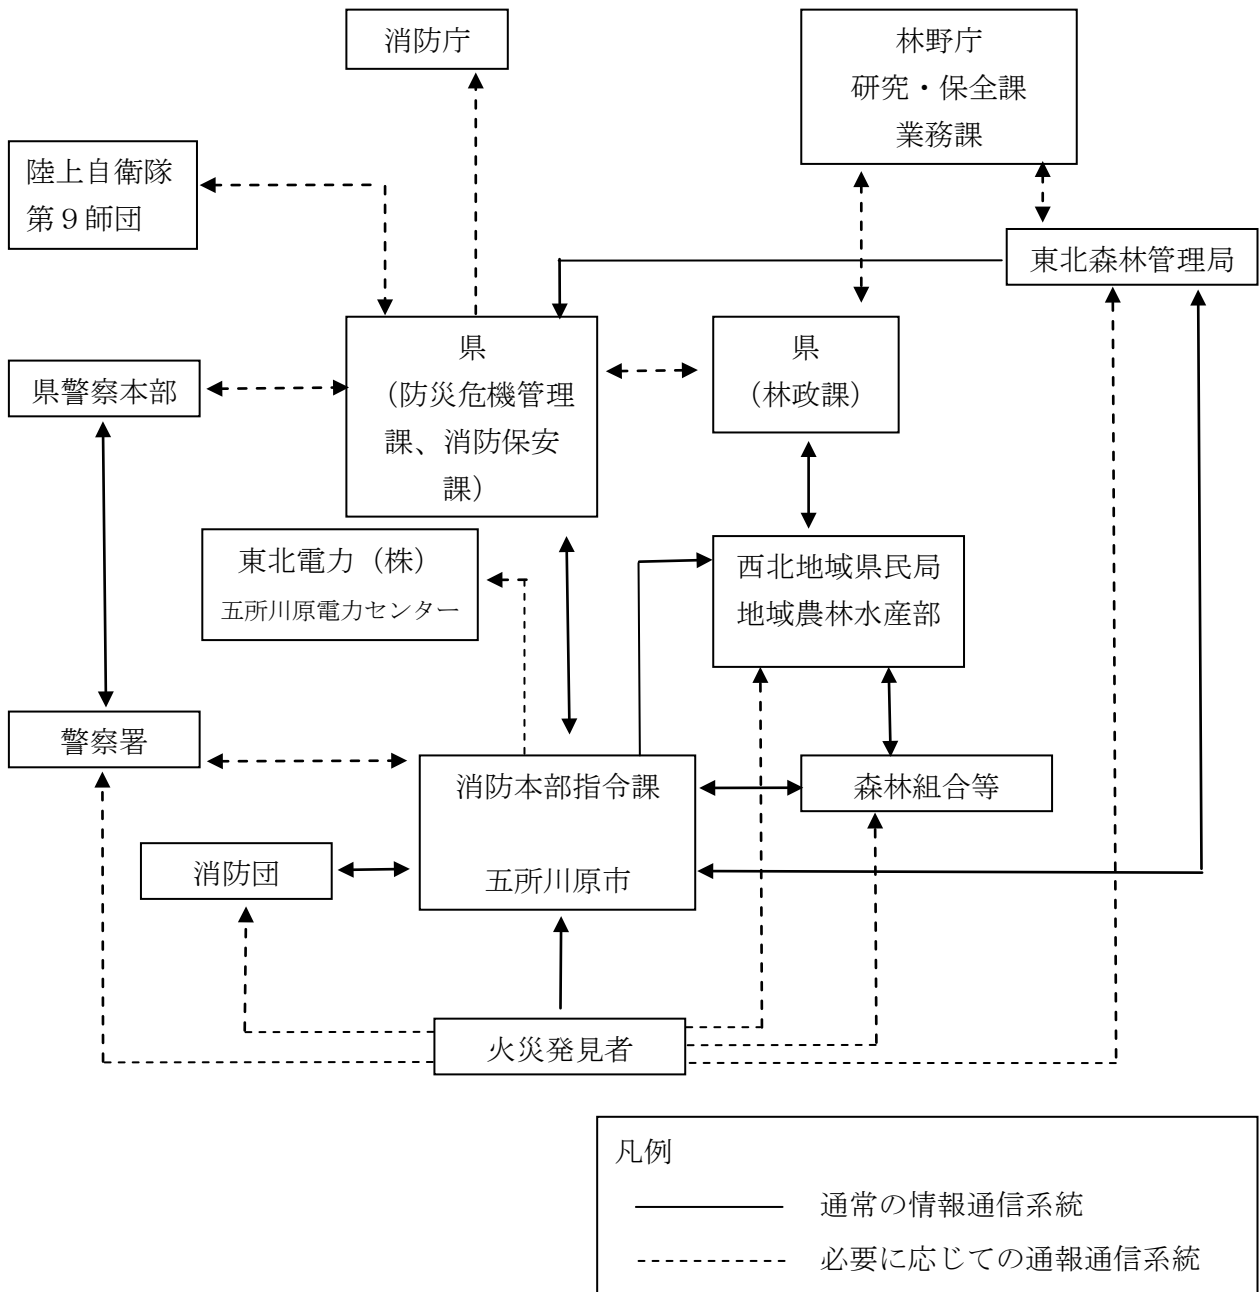 消防庁
林野庁
研究・保全課
業務課
陸上自衛隊
第９師団
東北森林管理局
県
（防災危機管理
課、消防保安
課）
県
（林政課）
県警察本部
東北電力（株）
五所川原電力センター
西北地域県民局
地域農林水産部
警察署
消防本部指令課
五所川原市
森林組合等
消防団
火災発見者
凡例
通常の情報通信系統
必要に応じての通報通信系統